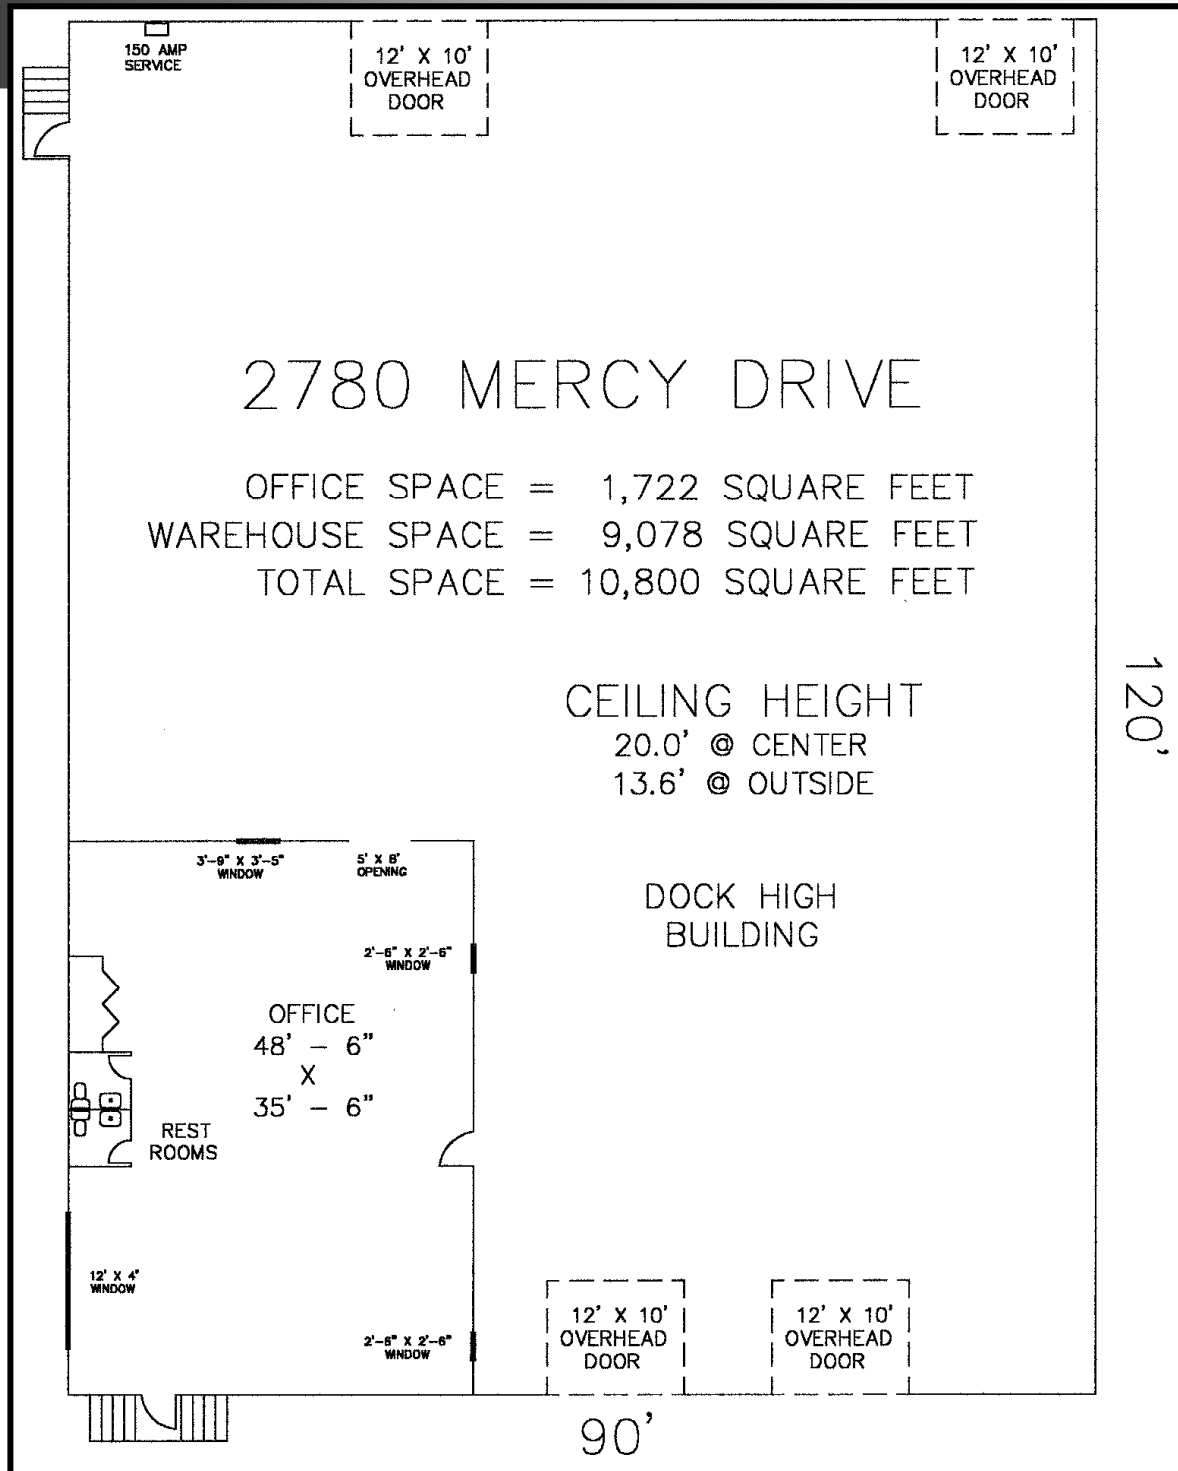 150 AMP
SERVICE
12' X 10'
OVERHEAD
DOOR
12' X 10'
OVERHEAD
DOOR
2780 MERCY DRIVE
OFFICE SPACE = 1,722 SQUARE FEET
WAREHOUSE SPACE = 9,078 SQUARE FEET
TOTAL SPACE = 10,800 SQUARE FEET
120'
CEILING HEIGHT
20.0' @ CENTER
13.6' @ OUTSIDE
3'-9" X 3'-5"
WINDOW
5' X 8'
OPENING
DOCK HIGH
BUILDING
2'-6" X 2'-6"
WINDOW
OFFICE
48' - 6"
X
35' - 6"
REST
ROOMS
12' X 4'
WINDOW
2'-6" X 2'-6"
WINDOW
12' X 10'
OVERHEAD
DOOR
12' X 10'
OVERHEAD
DOOR
90'